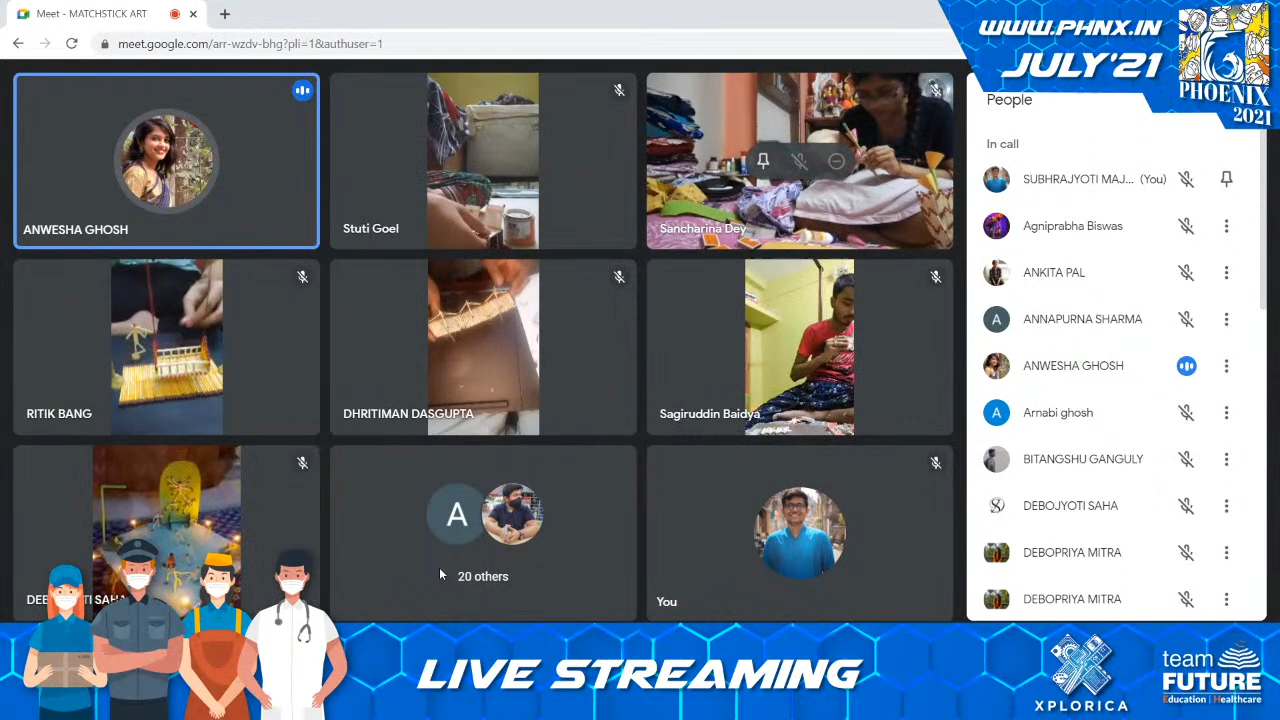 Meet - MATCHSTICK ART
meet.google.com/arr-wzdv-bhg?pli=1&authuser=1
WWW.PHNX.IN
JULY'21
PHOENIX
2021
ANWESHA GHOSH
Stuti Goel
Sancharina Dey
RITIK BANG
DHRITIMAN DASGUPTA
Sagiruddin Baidya
A
20 others
You
People
In call
SUBHRAJYOTI MAJ... (You)
Agniprabha Biswas
ANKITA PAL
A ANNAPURNA SHARMA
ANWESHA GHOSH
A Arnabi ghosh
BITANGSHU GANGULY
DEBOJYOTI SAHA
DEBOPRIYA MITRA
DEBOPRIYA MITRA
LIVE STREAMING
XPLORICA
team
FUTURE
Education | Healthcare